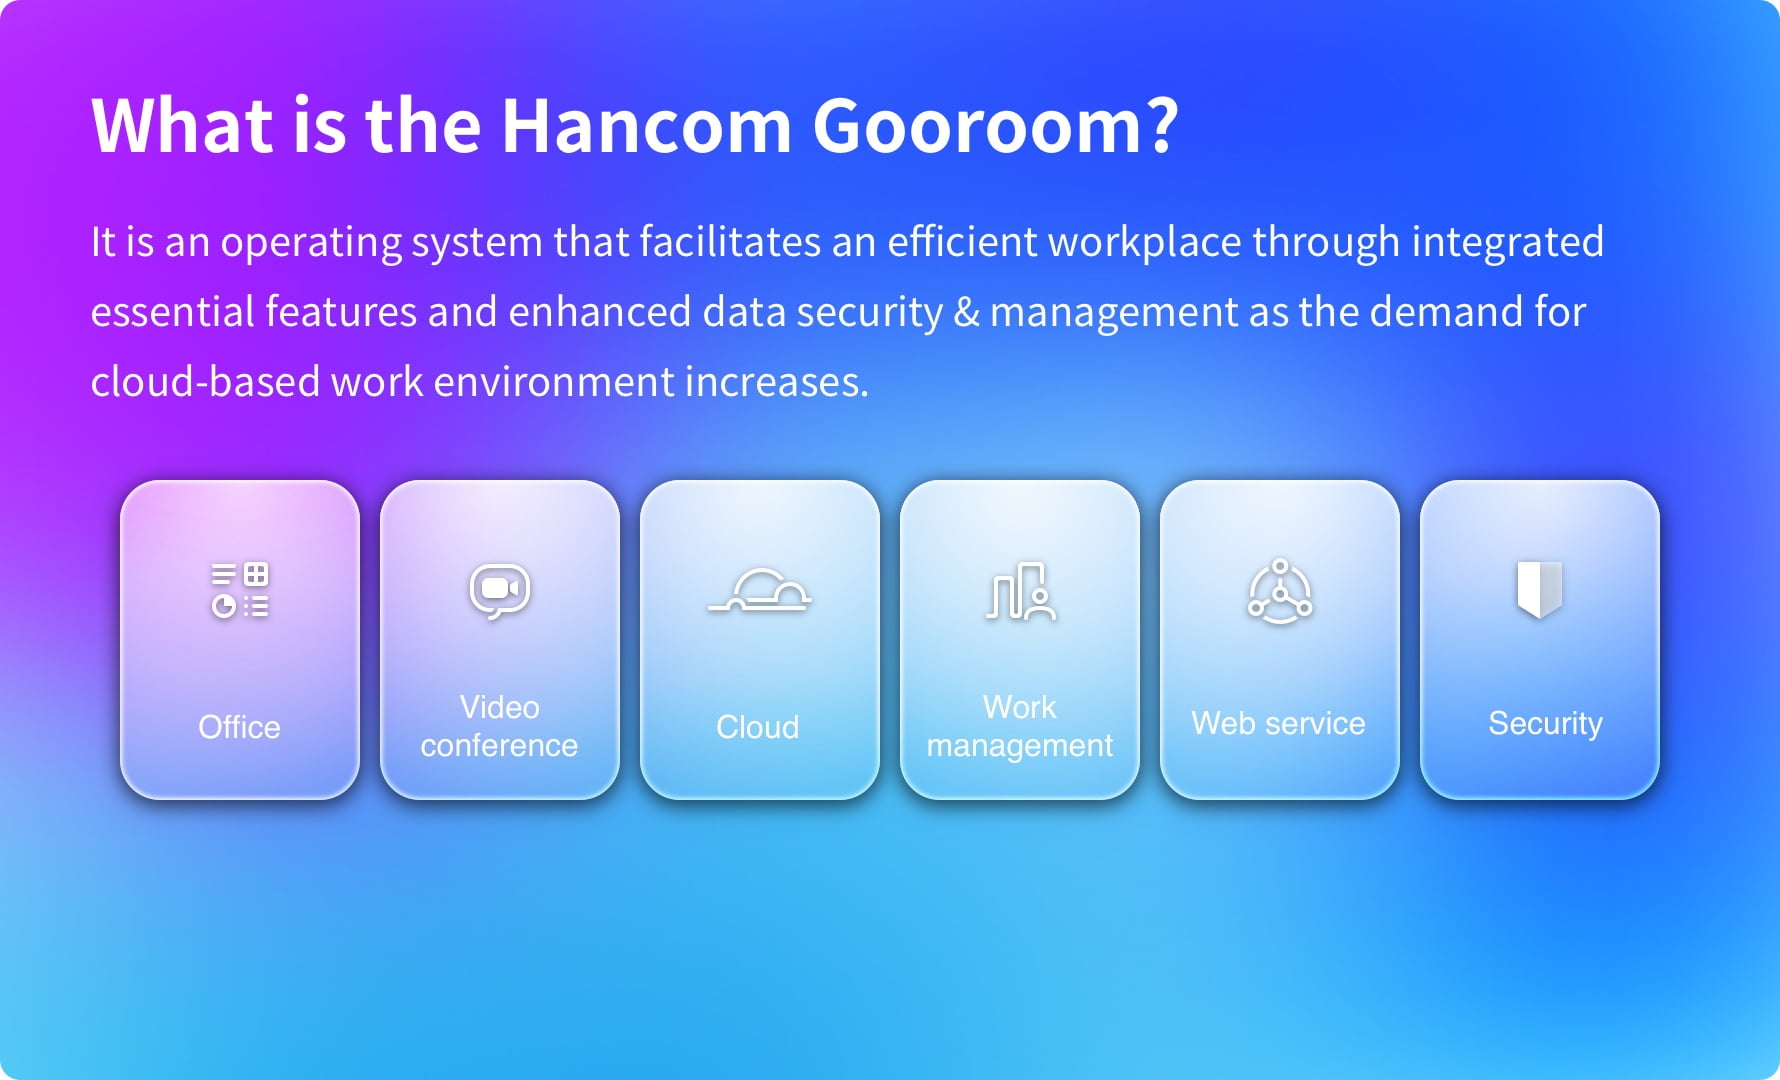 What is the Hancom Gooroom?
It is an operating system that facilitates an efficient workplace through integrated
essential features and enhanced data security & management as the demand for
cloud-based work environment increases.
Office
Video
conference
Cloud
Work
management
Web service
Security